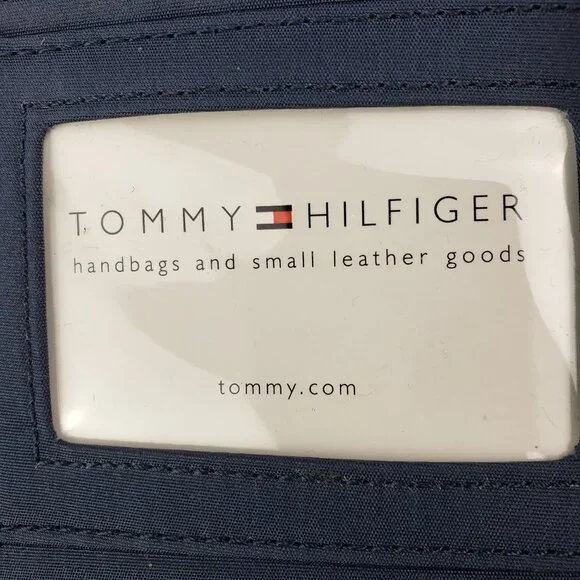 TOMMY HILFIGER
handbags and small leather goods
tommy.com